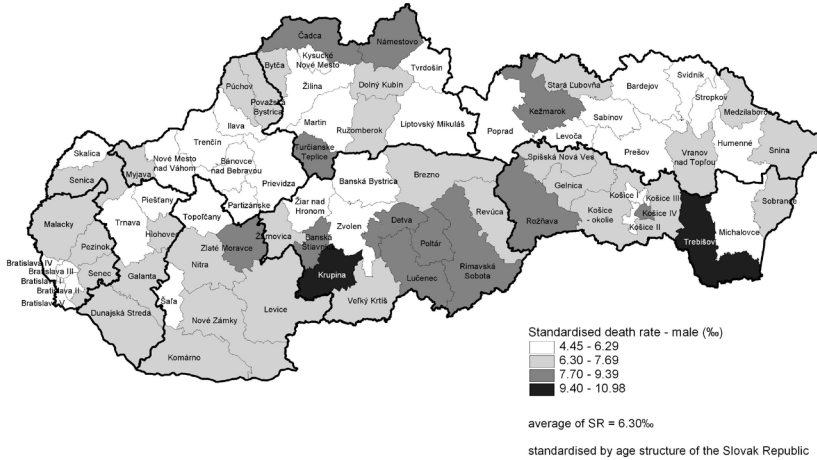 Čadca
Námestovo
Kysucké
Nové Mesto
Tvrdošín
Bytča
Svidník
Bardejov
Stará Ľubovňa
Púchov
Žilina
Dolný Kubín
Stropkov
Kežmarok
Medzilaborce
Považská
Bystrica
Sabinov
Ilava
Martin
Liptovský Mikuláš
Poprad
Levoča
Ružomberok
Humenné
Trenčín
Turčianske
Teplice
Prešov
Skalica
Nové Mesto
nad Váhom
Bánovce
nad Bebravou
Spišská Nová Ves
Vranov
nad Topľou
Snina
Myjava
Senica
Prievidza
Banská Bystrica
Brezno
Gelnica
Piešťany
Partizánske
Košice I
Košice III
Sobrance
Malacky
Topoľčany
Žiar nad
Hronom
Revúca
Rožňava
Košice
- okolie
Košice IV
Trnava
Zvolen
Detva
Košice II
Michalovce
Hlohovec
Žarnovica
Banská
Štiavnica
Poltár
Trebišov
Pezinok
Zlaté Moravce
Bratislava IV
Nitra
Rimavská
Sobota
Bratislava III
Senec
Galanta
Krupina
Lučenec
Bratislava I
Bratislava II
Bratislava V
Šaľa
Veľký Krtíš
Dunajská Streda
Nové Zámky
Levice
Komárno
Standardised death rate - male (‰)
4.45 - 6.29
6.30 - 7.69
7.70 - 9.39
9.40 - 10.98
average of SR = 6.30‰
standardised by age structure of the Slovak Republic